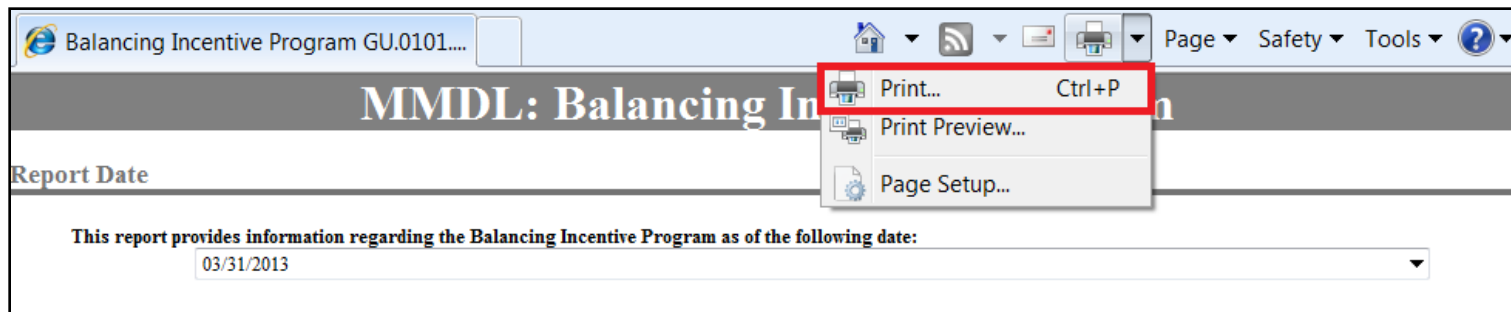 Balancing Incentive Program GU.0101....
Page Safety Tools ?
MMDL: Balancing In
Print... Ctrl+P
Print Preview...
Page Setup...
Report Date
This report provides information regarding the Balancing Incentive Program as of the following date:
03/31/2013